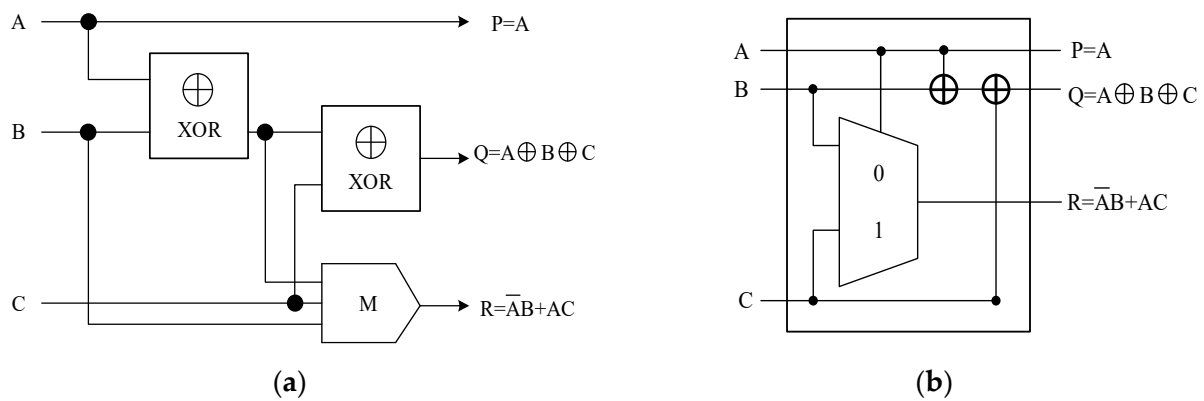 A
P=A
XOR
B
XOR
Q=A⊕B⊕C
C
M
R=A̅B+AC
(a)
A
P=A
B
Q=A⊕B⊕C
0
1
R=A̅B+AC
C
(b)